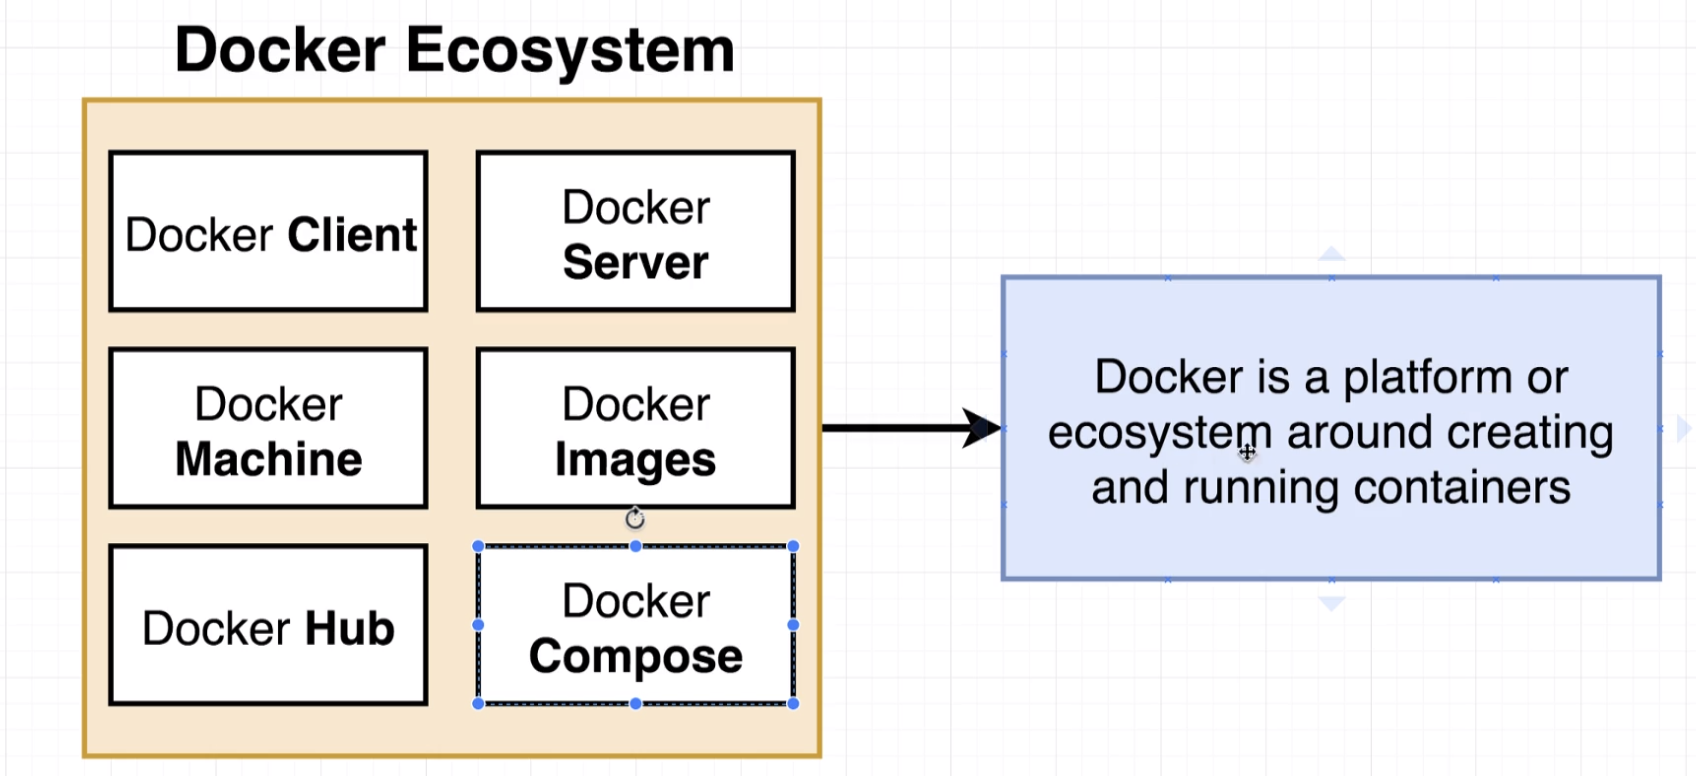 Docker Ecosystem
Docker Client
Docker
Server
Docker
Machine
Docker
Images
Docker Hub
Docker
Compose
Docker is a platform or
ecosystem around creating
and running containers